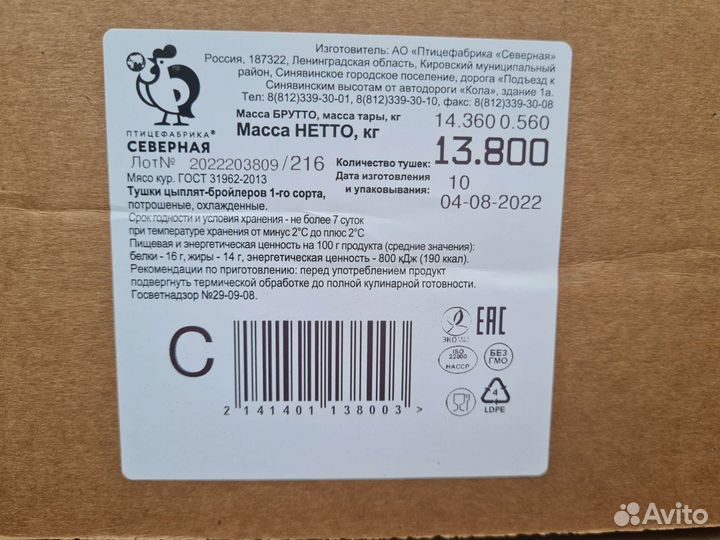 Изготовитель: АО «Птицефабрика «Северная»
Россия, 187322, Ленинградская область, Кировский муниципальный
район, Синявинское городское поселение, дорога «Подъезд к
Синявинским высотам от автодороги «Кола», здание 1а.
Тел: 8(812)339-30-01, 8(812)339-30-10, факс: 8(812)339-30-08
ПТИЦЕФАБРИКА®
СЕВЕРНАЯ
Масса БРУТТО, масса тары, кг 14.360 0.560
Масса НЕТТО, кг 13.800
Лот№ 2022203809/216
Количество тушек: 10
Мясо кур. ГОСТ 31962-2013
Дата изготовления
и упаковывания: 04-08-2022
Тушки цыплят-бройлеров 1-го сорта,
потрошеные, охлажденные.
Срок годности и условия хранения - не более 7 суток
при температуре хранения от минус 2°С до плюс 2°С
Пищевая и энергетическая ценность на 100 г продукта (средние значения):
белки - 16 г, жиры - 14 г, энергетическая ценность - 800 кДж (190 ккал).
Рекомендации по приготовлению: перед употреблением продукт
подвергнуть термической обработке до полной кулинарной готовности.
Госветнадзор №29-09-08.
С
2 141401 138003 >
EAC
ISO
22000
HACCP
БЕЗ
ГМО
4
LDPE
Avito